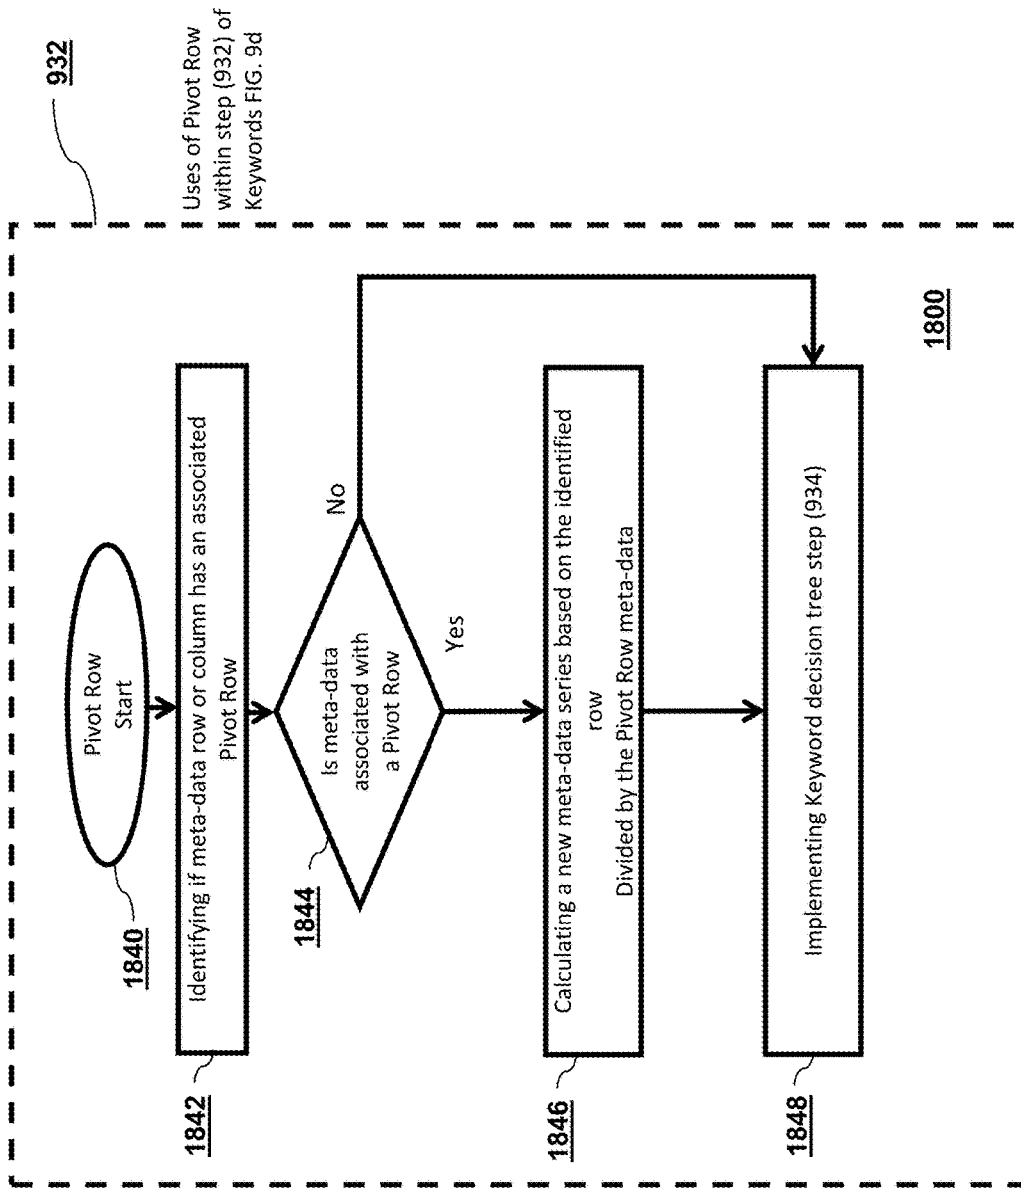 932
Uses of Pivot Row
within step (932) of
Keywords FIG. 9d
Pivot Row
Start
1840
Identifying if meta-data row or column has an associated
Pivot Row
1842
Is meta-data
associated with
a Pivot Row
1844
No
Yes
Calculating a new meta-data series based on the identified
row
Divided by the Pivot Row meta-data
1846
Implementing Keyword decision tree step (934)
1848
1800